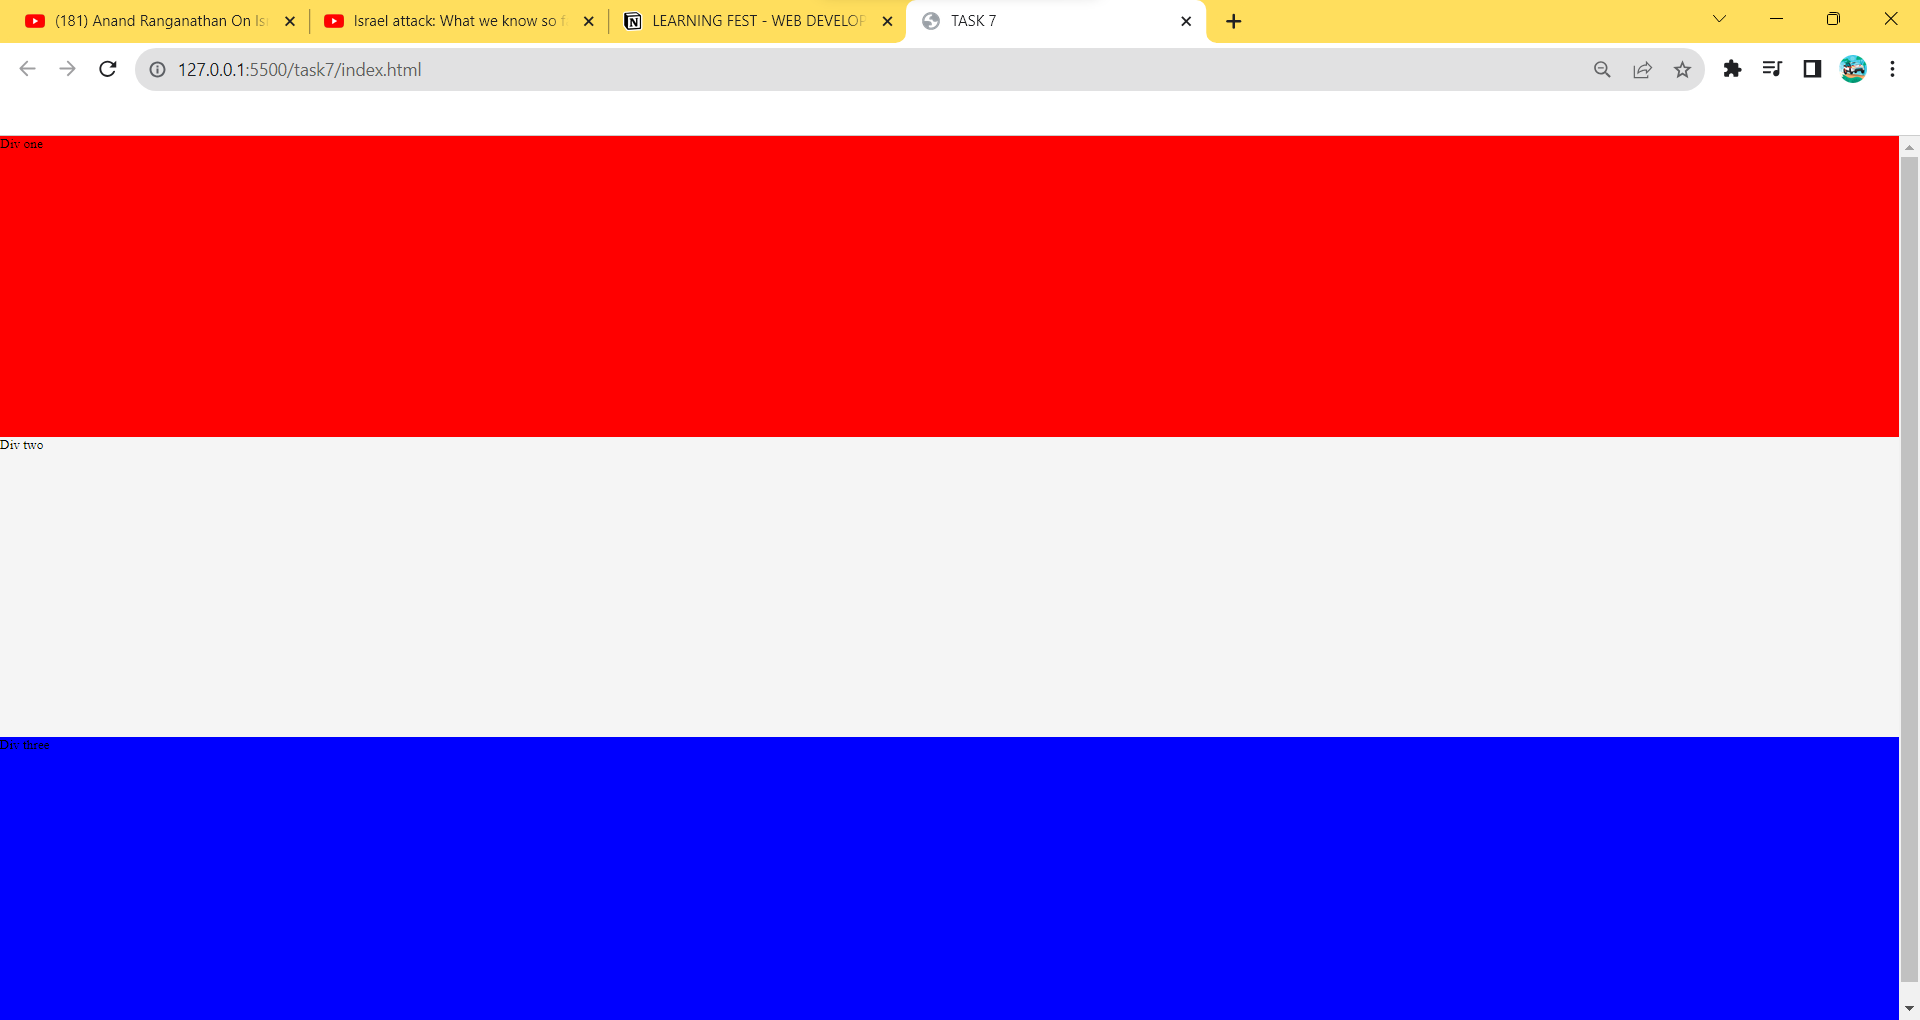 (181) Anand Ranganathan On Is
Israel attack: What we know so f
LEARNING FEST - WEB DEVELOP
TASK 7
127.0.0.1:5500/task7/index.html
Div one
Div two
Div three